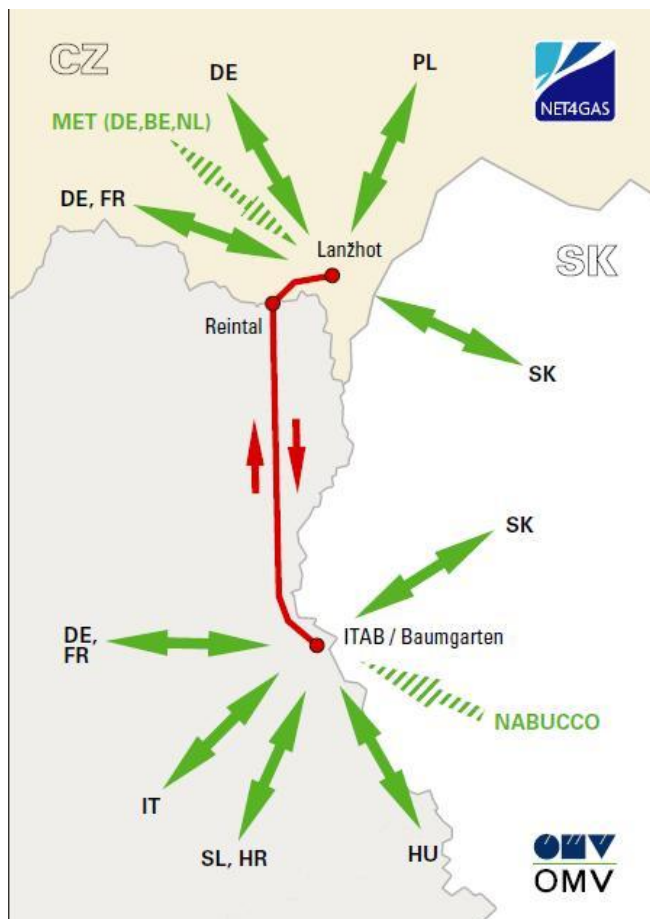 CZ
DE
PL
NET4GAS
MET (DE,BE,NL)
DE, FR
Lanžhot
SK
Reintal
SK
SK
DE,
FR
ITAB / Baumgarten
NABUCCO
IT
SL, HR
HU
OMV
OMV